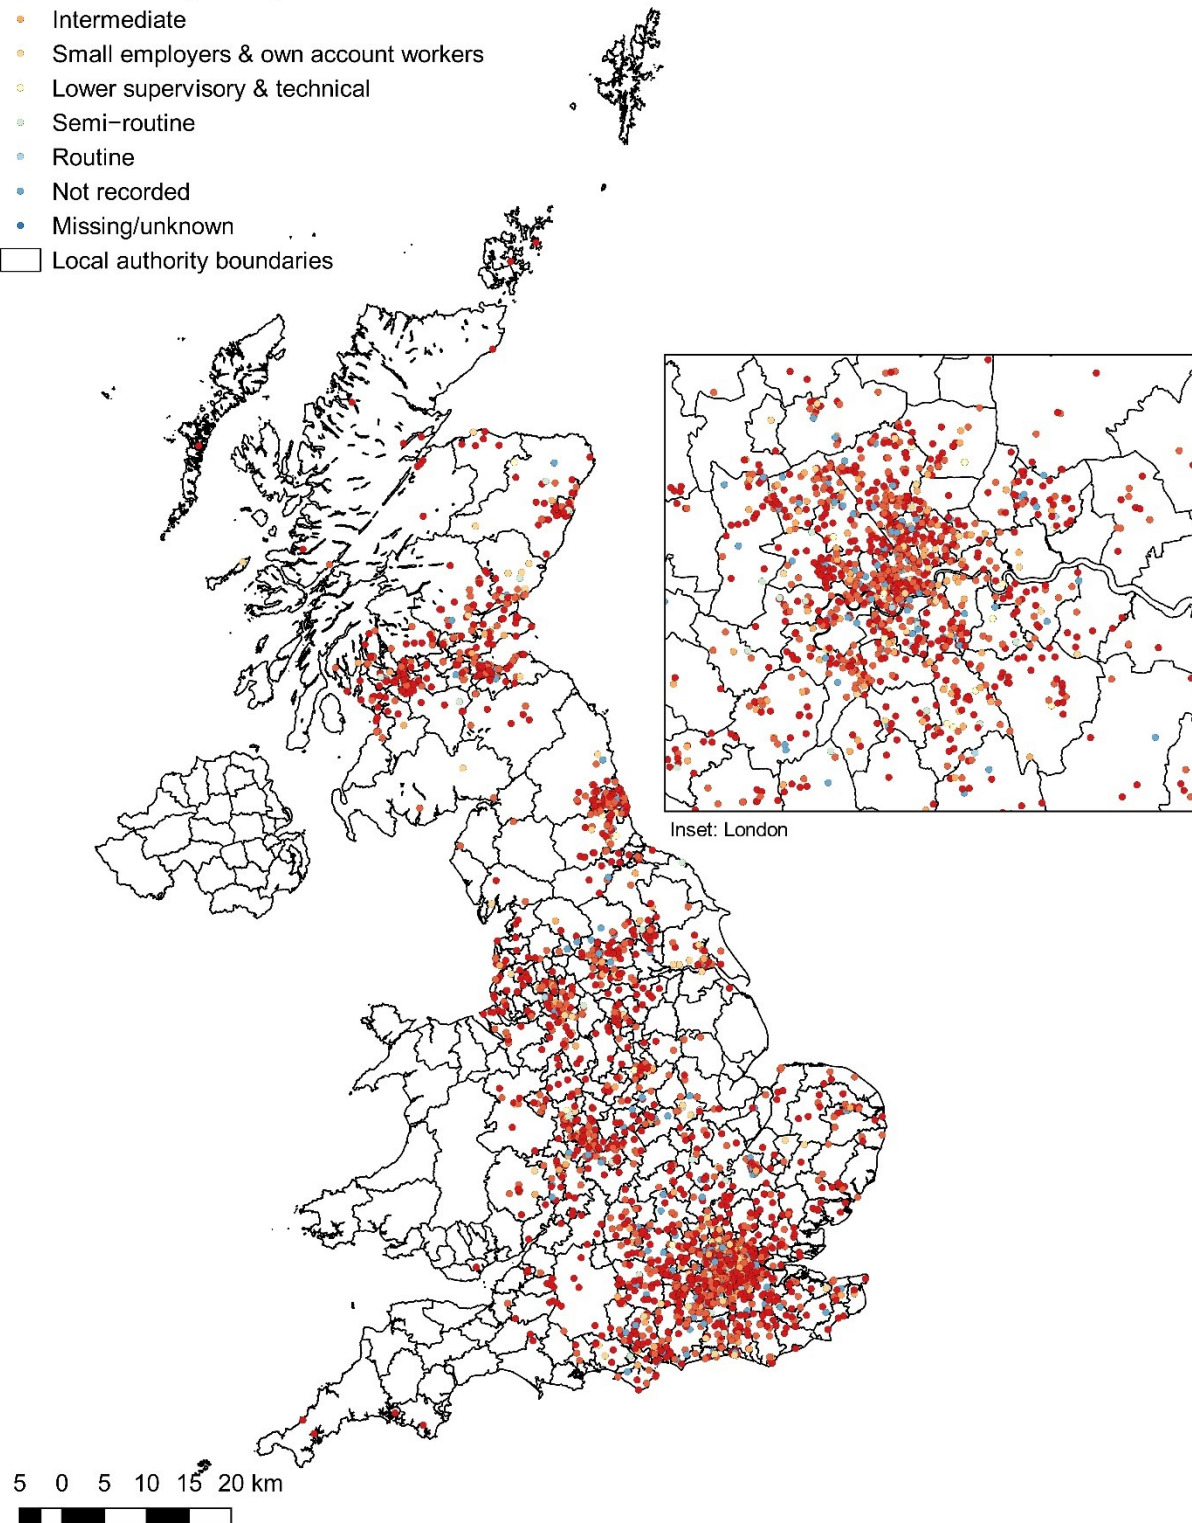 Intermediate
Small employers & own account workers
Lower supervisory & technical
Semi−routine
Routine
Not recorded
Missing/unknown
Local authority boundaries
Inset: London
5 0 5 10 15 20 km